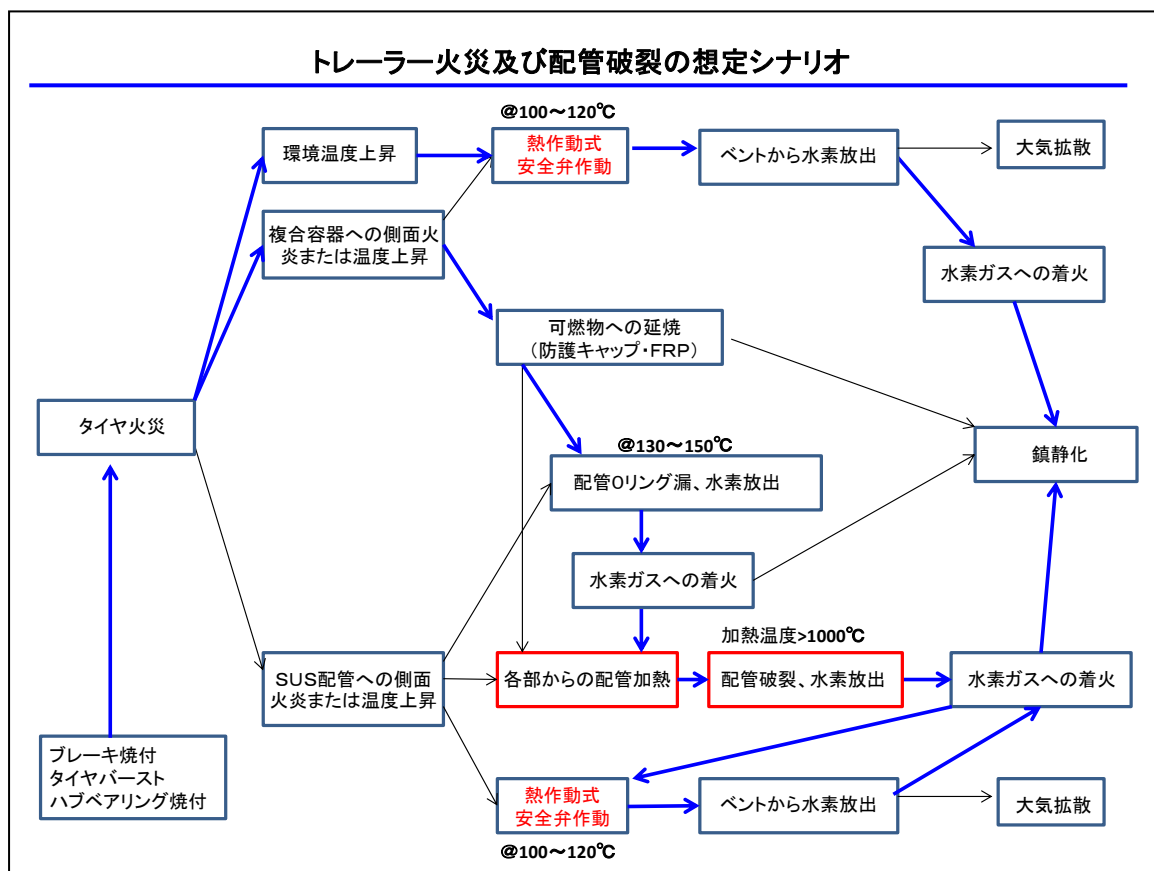 トレーラー火災及び配管破裂の想定シナリオ
@100～120℃
環境温度上昇
熱作動式
安全弁作動
ベントから水素放出
大気拡散
複合容器への側面火
炎または温度上昇
水素ガスへの着火
可燃物への延焼
（防護キャップ・FRP）
タイヤ火災
@130～150℃
鎮静化
配管Oリング漏、水素放出
水素ガスへの着火
加熱温度>1000℃
SUS配管への側面
火炎または温度上昇
各部からの配管加熱
配管破裂、水素放出
水素ガスへの着火
ブレーキ焼付
タイヤバースト
ハブベアリング焼付
熱作動式
安全弁作動
ベントから水素放出
大気拡散
@100～120℃